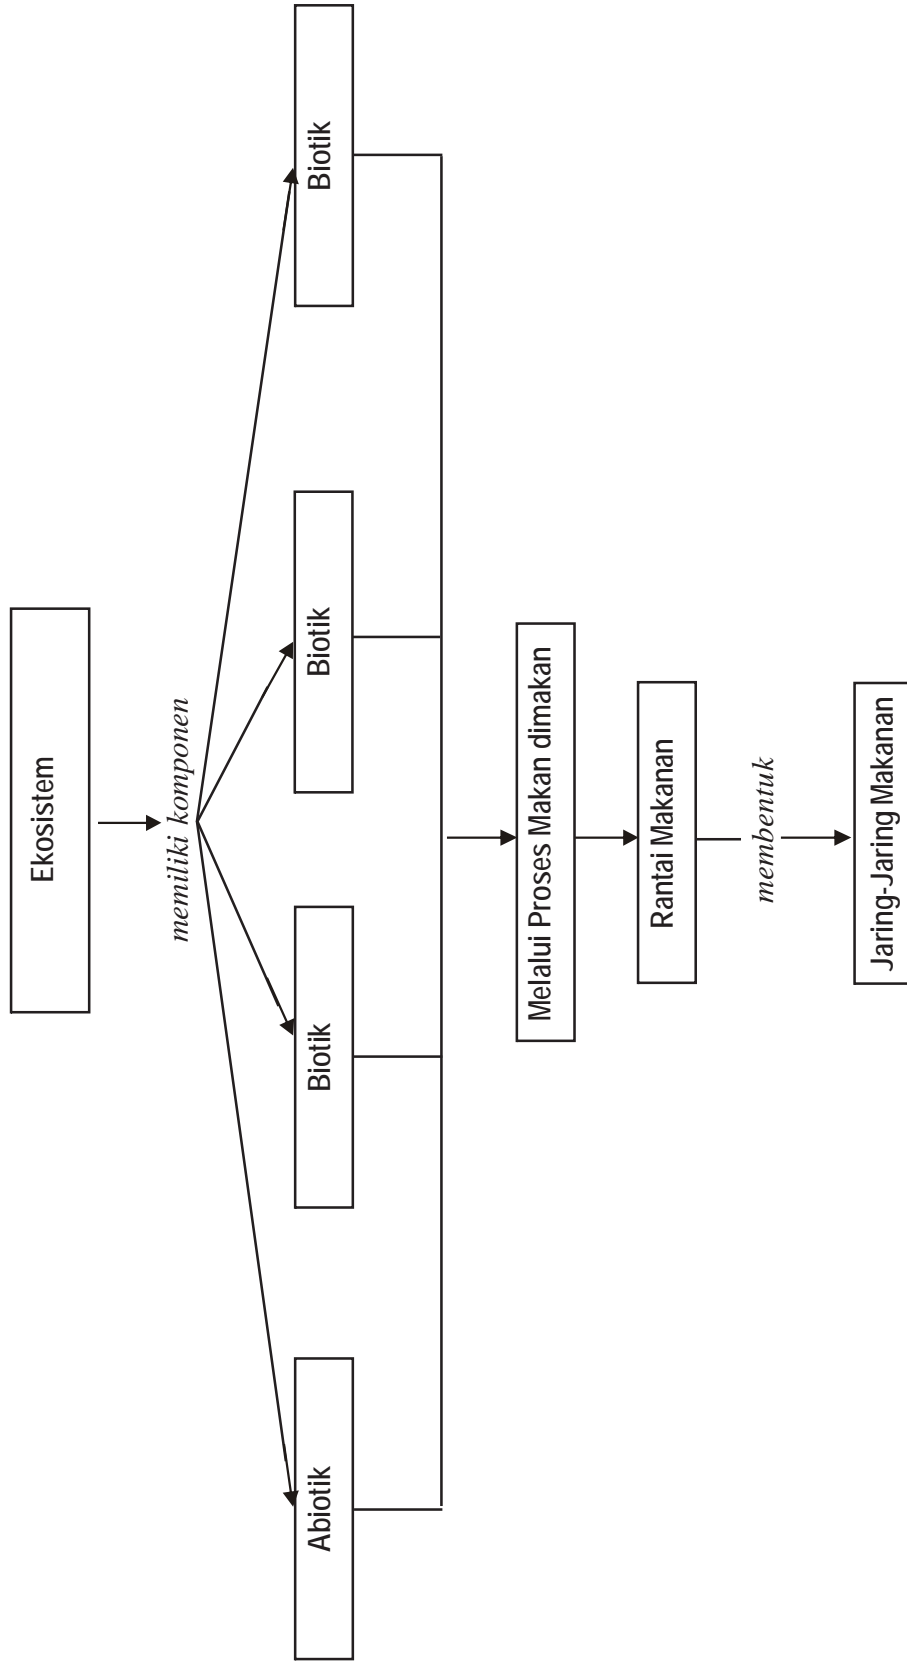 Ekosistem
memiliki komponen
Abiotik
Biotik
Biotik
Biotik
Melalui Proses Makan dimakan
Rantai Makanan
membentuk
Jaring-Jaring Makanan